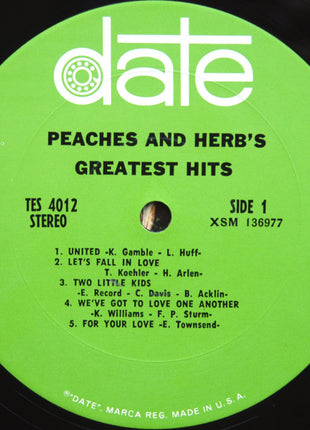 date
PEACHES AND HERB'S
GREATEST HITS
TES 4012
STEREO
SIDE 1
XSM 136977
1. UNITED -K. Gamble - L. Huff-
2. LET'S FALL IN LOVE
T. Koehler - H. Arlen-
3. TWO LITTLE KIDS
-E. Record - C. Davis - B. Acklin-
4. WE'VE GOT TO LOVE ONE ANOTHER
-K. Williams - F. P. Sturm-
5. FOR YOUR LOVE -E. Townsend-
®"DATE", MARCA REG. MADE IN U.S.A.